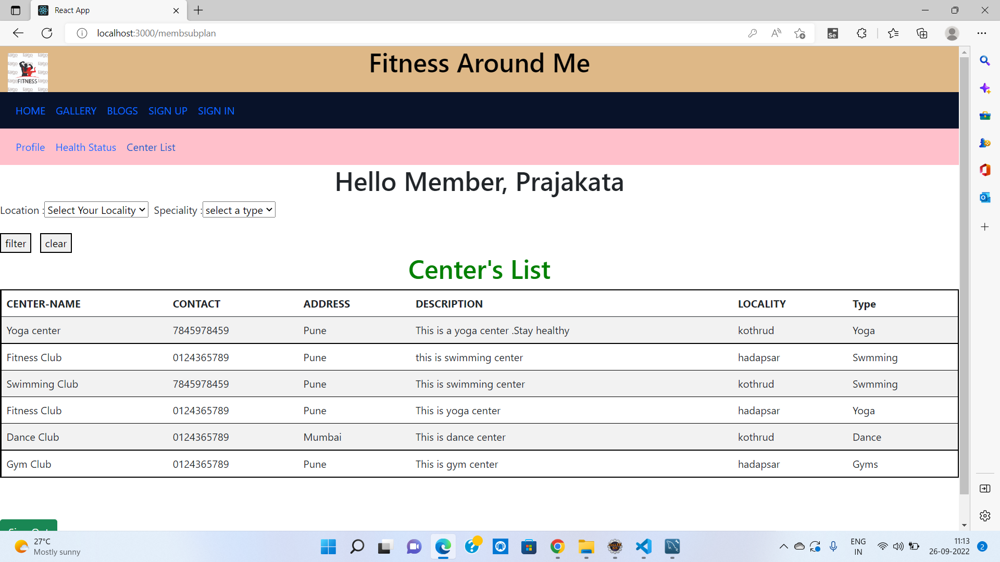 React App
localhost:3000/membsubplan
Fitness Around Me
FITNESS
HOME GALLERY BLOGS SIGN UP SIGN IN
Profile Health Status Center List
Hello Member, Prajakata
Location :Select Your Locality Speciality :select a type
filter clear
Center's List
CENTER-NAME CONTACT ADDRESS DESCRIPTION LOCALITY Type
Yoga center 7845978459 Pune This is a yoga center .Stay healthy kothrud Yoga
Fitness Club 0124365789 Pune this is swimming center hadapsar Swmming
Swimming Club 7845978459 Pune This is swimming center kothrud Swmming
Fitness Club 0124365789 Pune This is yoga center hadapsar Yoga
Dance Club 0124365789 Mumbai This is dance center kothrud Dance
Gym Club 0124365789 Pune This is gym center hadapsar Gyms
27°C
Mostly sunny
ENG
IN
11:13
26-09-2022
2